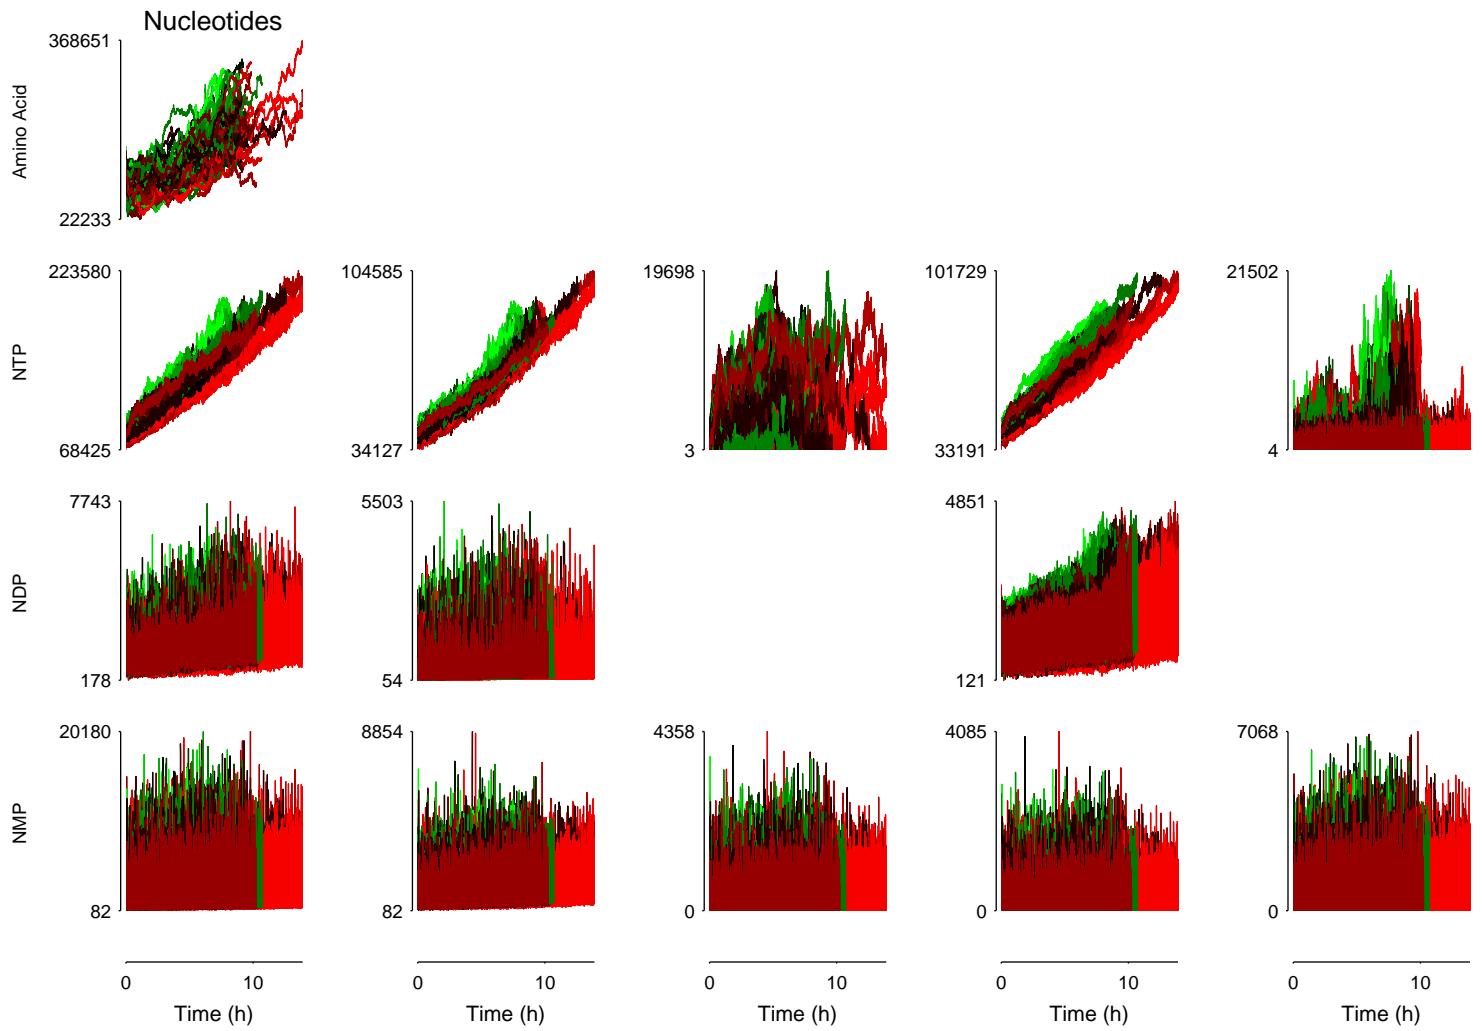 Nucleotides
368651
Amino Acid
22233
223580 104585 19698 101729 21502
NTP
68425 34127 3 33191 4
7743 5503 4851
NDP
178 54 121
20180 8854 4358 4085 7068
NMP
82 82 0 0 0
0 10 0 10 0 10 0 10 0 10
Time (h) Time (h) Time (h) Time (h) Time (h)